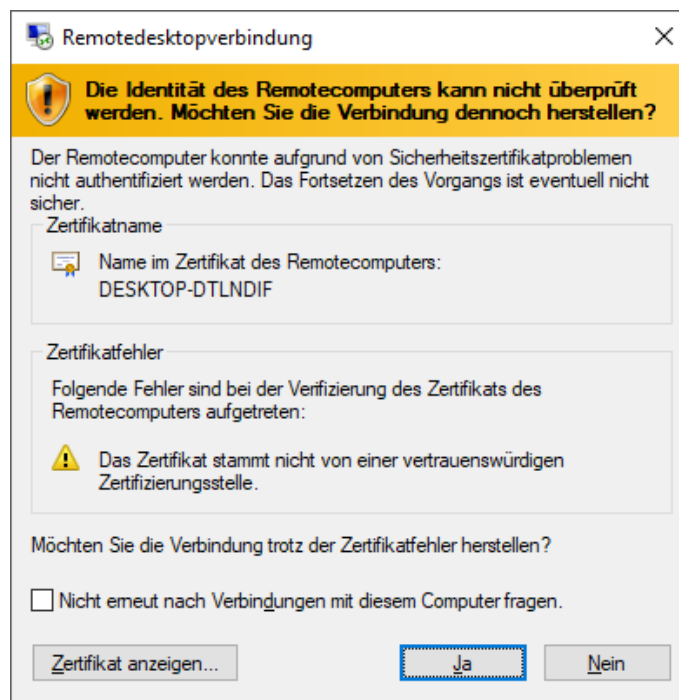 Remotedesktopverbindung
Die Identität des Remotecomputers kann nicht überprüft
werden. Möchten Sie die Verbindung dennoch herstellen?
Der Remotecomputer konnte aufgrund von Sicherheitszertifikatproblemen
nicht authentifiziert werden. Das Fortsetzen des Vorgangs ist eventuell nicht
sicher.
Zertifikatname
Name im Zertifikat des Remotecomputers:
DESKTOP-DTLNDIF
Zertifikatfehler
Folgende Fehler sind bei der Verifizierung des Zertifikats des
Remotecomputers aufgetreten:
Das Zertifikat stammt nicht von einer vertrauenswürdigen
Zertifizierungsstelle.
Möchten Sie die Verbindung trotz der Zertifikatfehler herstellen?
Nicht erneut nach Verbindungen mit diesem Computer fragen.
Zertifikat anzeigen... Ja Nein